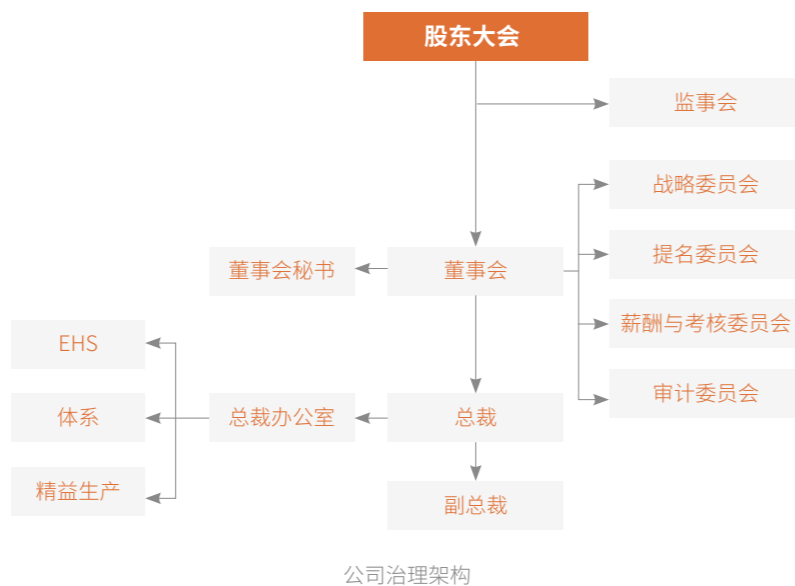 股东大会
监事会
战略委员会
提名委员会
董事会秘书
董事会
薪酬与考核委员会
审计委员会
EHS
体系
精益生产
总裁办公室
总裁
副总裁
公司治理架构